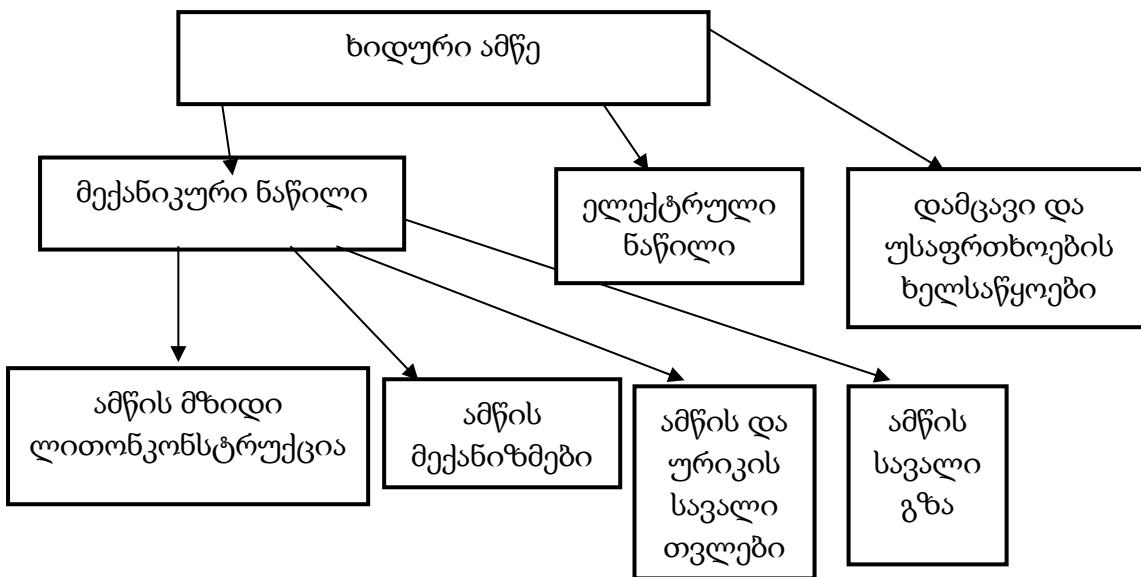 ხიდური ამწე
მექანიკური ნაწილი
ელექტრული
ნაწილი
დამცავი და
უსაფრთხოების
ხელსაწყოები
ამწის მზიდი
ლითონკონსტრუქცია
ამწის
მექანიზმები
ამწის და
ურიკის
სავალი
თვლები
ამწის
სავალი
გზა